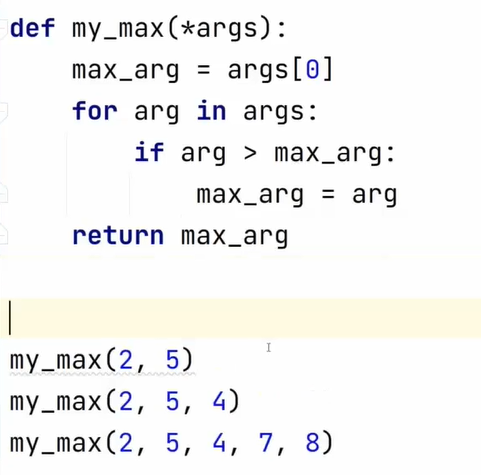 def my_max(*args):
    max_arg = args[0]
    for arg in args:
        if arg > max_arg:
            max_arg = arg
    return max_arg
my_max(2, 5)
my_max(2, 5, 4)
my_max(2, 5, 4, 7, 8)